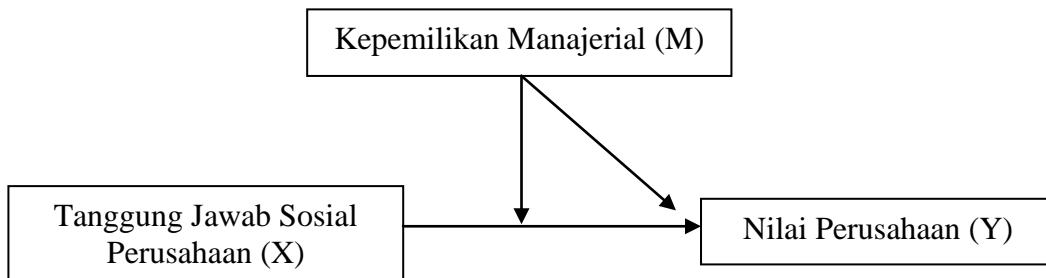 Kepemilikan Manajerial (M)
Tanggung Jawab Sosial
Perusahaan (X)
Nilai Perusahaan (Y)